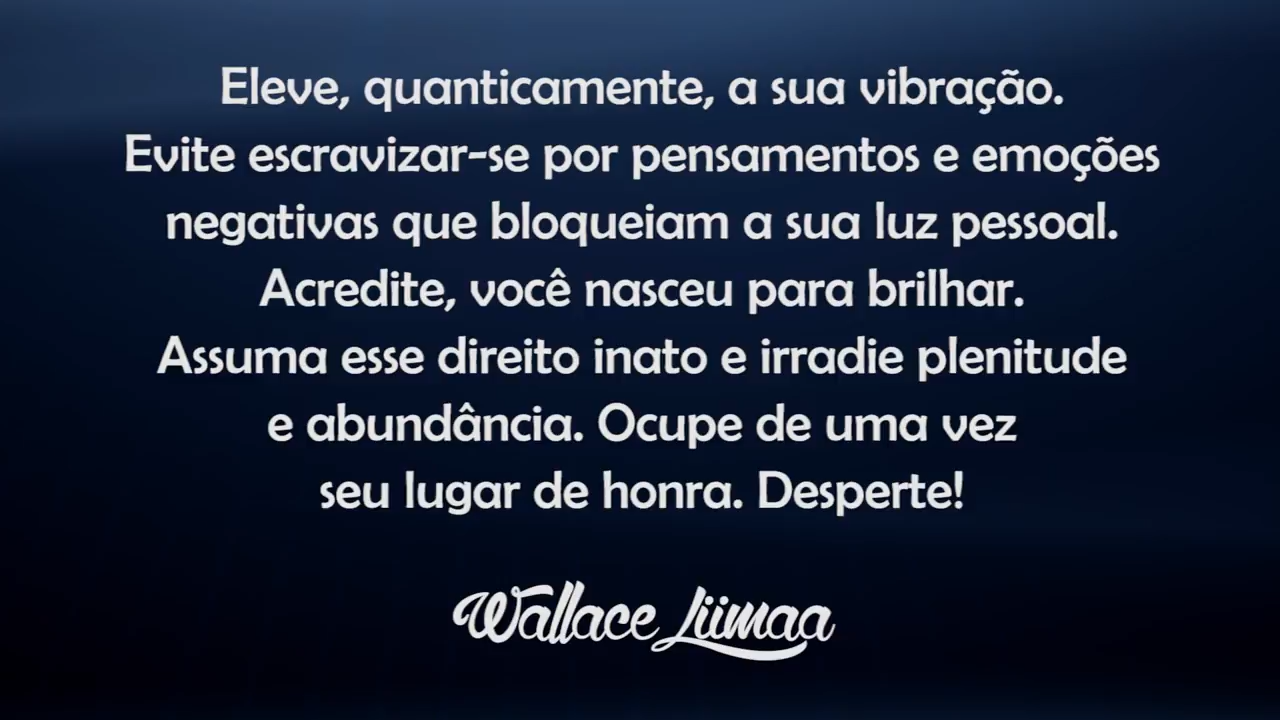 Eleve, quanticamente, a sua vibração.
Evite escravizar-se por pensamentos e emoções
negativas que bloqueiam a sua luz pessoal.
Acredite, você nasceu para brilhar.
Assuma esse direito inato e irradie plenitude
e abundância. Ocupe de uma vez
seu lugar de honra. Desperte!
Wallace Liimaa